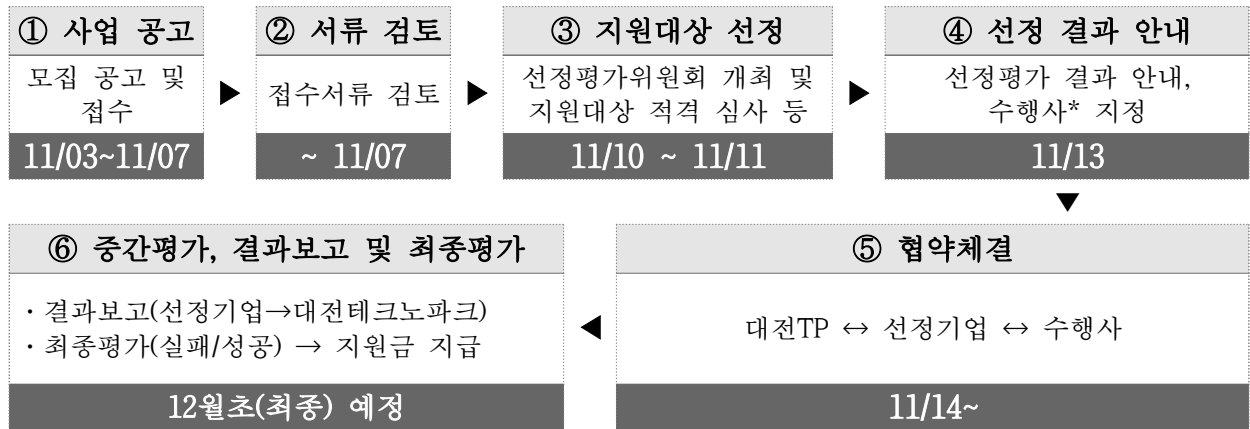 ① 사업 공고
모집 공고 및
접수
11/03~11/07
▶
② 서류 검토
접수서류 검토
~ 11/07
▶
③ 지원대상 선정
선정평가위원회 개최 및
지원대상 적격 심사 등
11/10 ~ 11/11
▶
④ 선정 결과 안내
선정평가 결과 안내,
수행사* 지정
11/13
▼
⑤ 협약체결
대전TP ↔ 선정기업 ↔ 수행사
11/14~
◀
⑥ 중간평가, 결과보고 및 최종평가
· 결과보고(선정기업→대전테크노파크)
· 최종평가(실패/성공) → 지원금 지급
12월초(최종) 예정